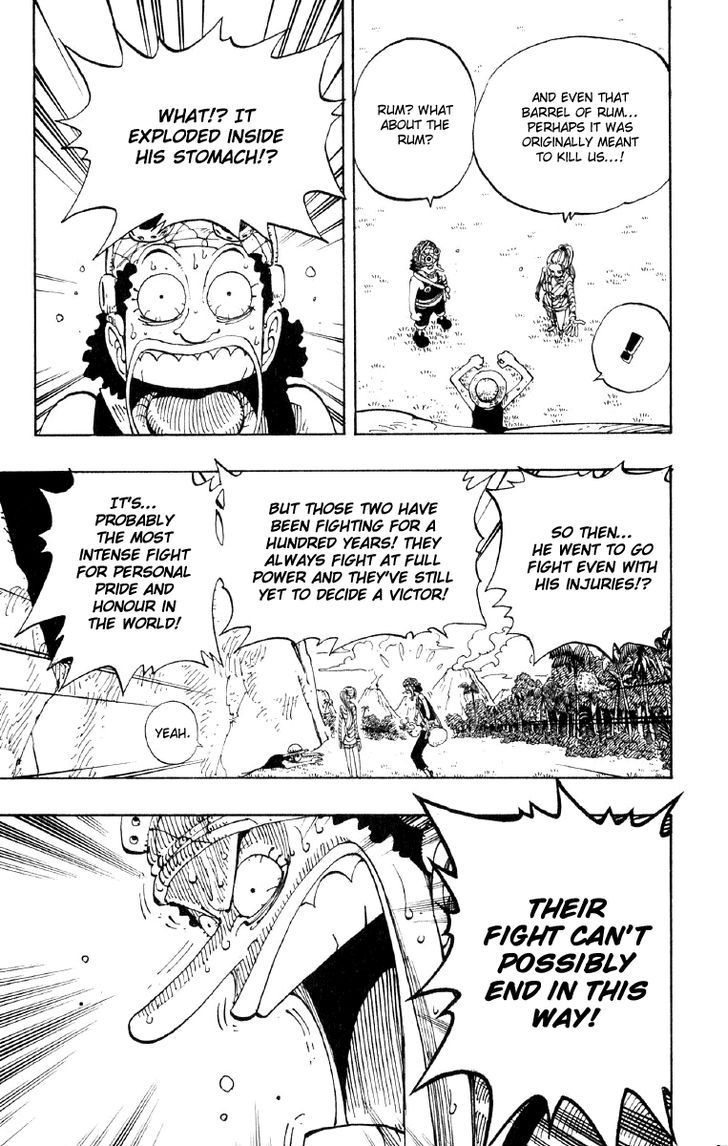 AND EVEN THAT
BARREL OF RUM...
PERHAPS IT WAS
ORIGINALLY MEANT
TO KILL US...!
RUM? WHAT
ABOUT THE
RUM?
!
WHAT!? IT
EXPLODED INSIDE
HIS STOMACH!?
SO THEN...
HE WENT TO GO
FIGHT EVEN WITH
HIS INJURIES!?
BUT THOSE TWO HAVE
BEEN FIGHTING FOR A
HUNDRED YEARS! THEY
ALWAYS FIGHT AT FULL
POWER AND THEY'VE STILL
YET TO DECIDE A VICTOR!
IT'S...
PROBABLY
THE MOST
INTENSE FIGHT
FOR PERSONAL
PRIDE AND
HONOUR IN
THE WORLD!
YEAH.
THEIR
FIGHT CAN'T
POSSIBLY
END IN THIS
WAY!